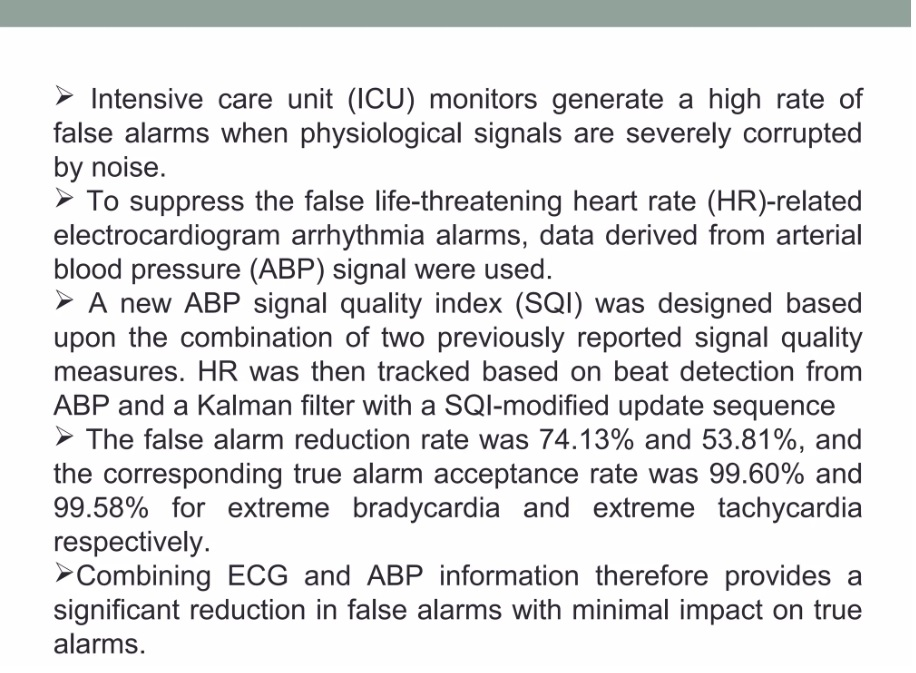 ➢ Intensive care unit (ICU) monitors generate a high rate of
false alarms when physiological signals are severely corrupted
by noise.
➢ To suppress the false life-threatening heart rate (HR)-related
electrocardiogram arrhythmia alarms, data derived from arterial
blood pressure (ABP) signal were used.
➢ A new ABP signal quality index (SQI) was designed based
upon the combination of two previously reported signal quality
measures. HR was then tracked based on beat detection from
ABP and a Kalman filter with a SQI-modified update sequence
➢ The false alarm reduction rate was 74.13% and 53.81%, and
the corresponding true alarm acceptance rate was 99.60% and
99.58% for extreme bradycardia and extreme tachycardia
respectively.
➢Combining ECG and ABP information therefore provides a
significant reduction in false alarms with minimal impact on true
alarms.